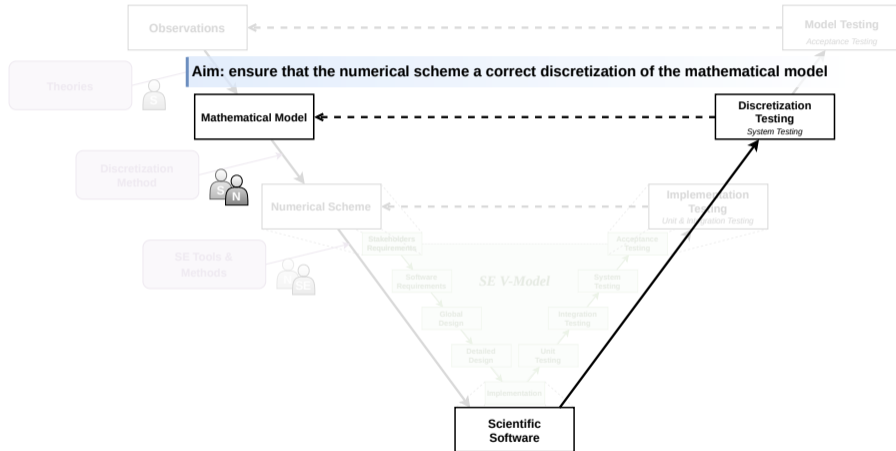 Observations
Model Testing
Acceptance Testing
Aim: ensure that the numerical scheme a correct discretization of the mathematical model
Theories
S
Mathematical Model
Discretization
Testing
System Testing
Discretization
Method
S
N
Numerical Scheme
Implementation
Testing
Unit & Integration Testing
Stakeholders
Requirements
Acceptance
Testing
SE Tools &
Methods
SE
Software
Requirements
SE V-Model
System
Testing
Global
Design
Integration
Testing
Detailed
Design
Unit
Testing
Implementation
Scientific
Software